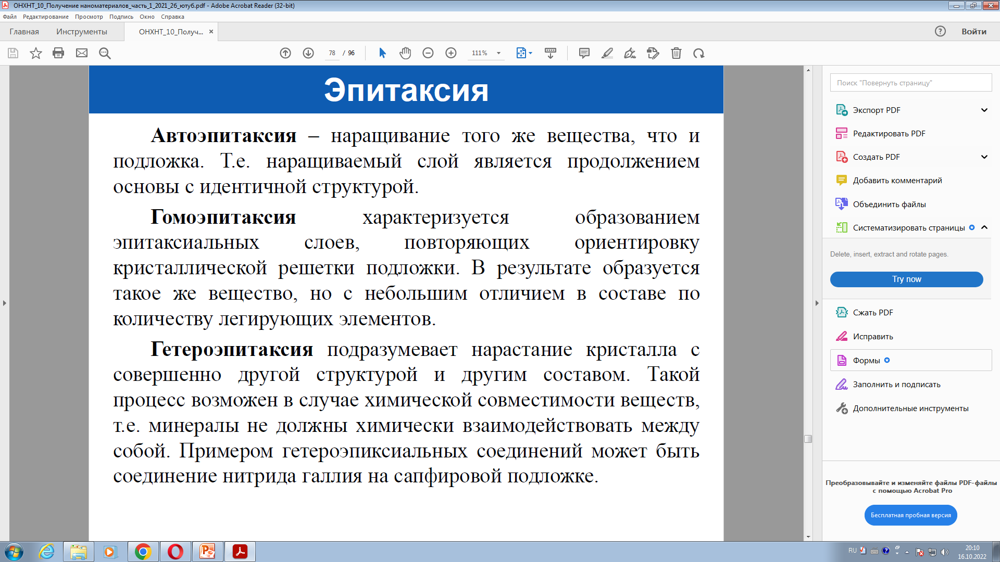 ОНХНТ_10_Получение наноматериалов_часть_1_2021_26_ютуб.pdf - Adobe Acrobat Reader (32-bit)
Файл Редактирование Просмотр Подпись Окно Справка
Главная Инструменты ОНХНТ_10_Получ... Войти
78 / 96 111%
Эпитаксия
Автоэпитаксия – наращивание того же вещества, что и
подложка. Т.е. наращиваемый слой является продолжением
основы с идентичной структурой.
Гомоэпитаксия характеризуется образованием
эпитаксиальных слоев, повторяющих ориентировку
кристаллической решетки подложки. В результате образуется
такое же вещество, но с небольшим отличием в составе по
количеству легирующих элементов.
Гетероэпитаксия подразумевает нарастание кристалла с
совершенно другой структурой и другим составом. Такой
процесс возможен в случае химической совместимости веществ,
т.е. минералы не должны химически взаимодействовать между
собой. Примером гетероэпиксиальных соединений может быть
соединение нитрида галлия на сапфировой подложке.
Поиск "Повернуть страницу"
Экспорт PDF
Редактировать PDF
Создать PDF
Добавить комментарий
Объединить файлы
Систематизировать страницы
Delete, insert, extract and rotate pages.
Try now
Сжать PDF
Исправить
Формы
Заполнить и подписать
Дополнительные инструменты
Преобразовывайте и изменяйте файлы PDF-файлы
с помощью Acrobat Pro
Бесплатная пробная версия
RU
20:10
16.10.2022